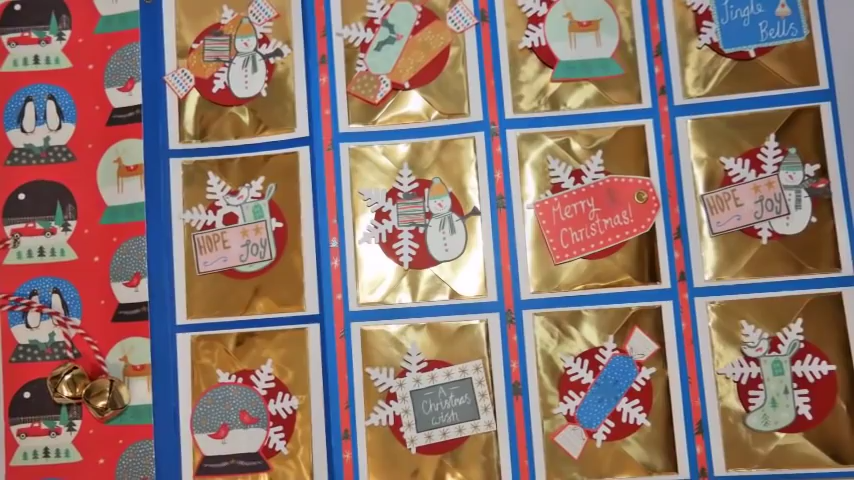 Jingle
Bells
HOPE
JOY
Merry
Christmas!
HOPE
JOY
A
Christmas
wish